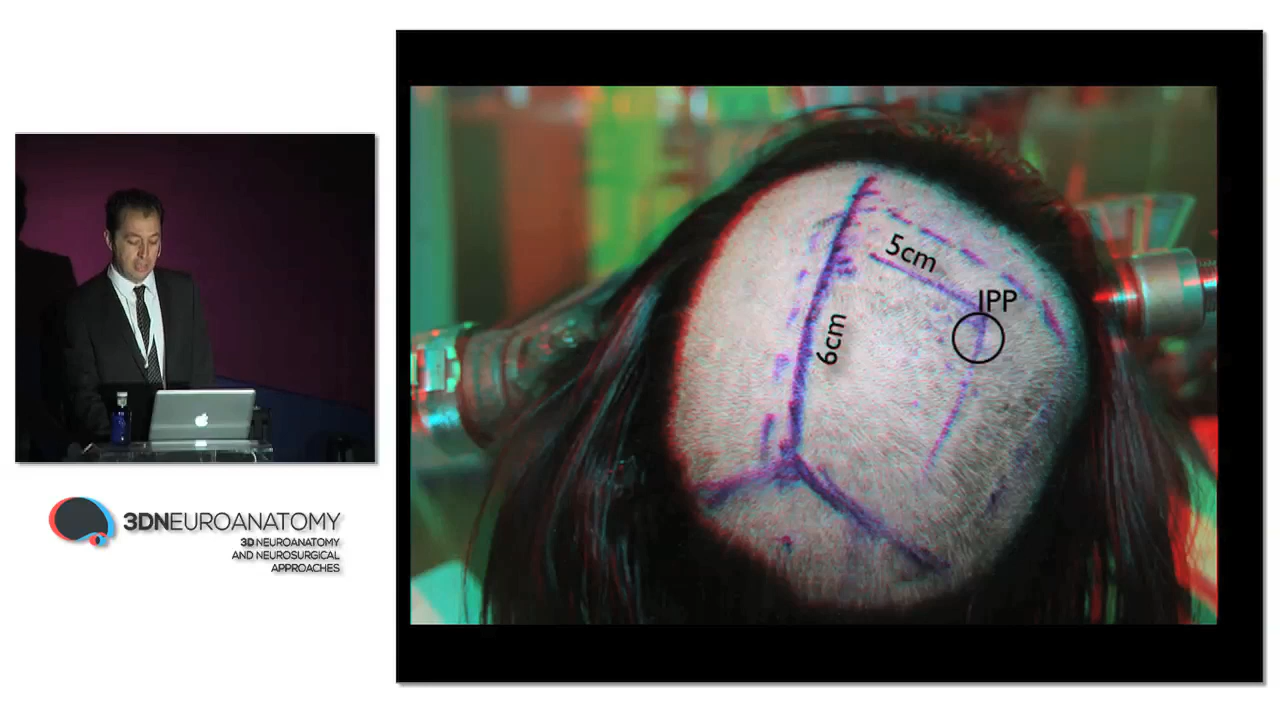 5cm
IPP
6cm
3DNEUROANATOMY
3D NEUROANATOMY
AND NEUROSURGICAL
APPROACHES